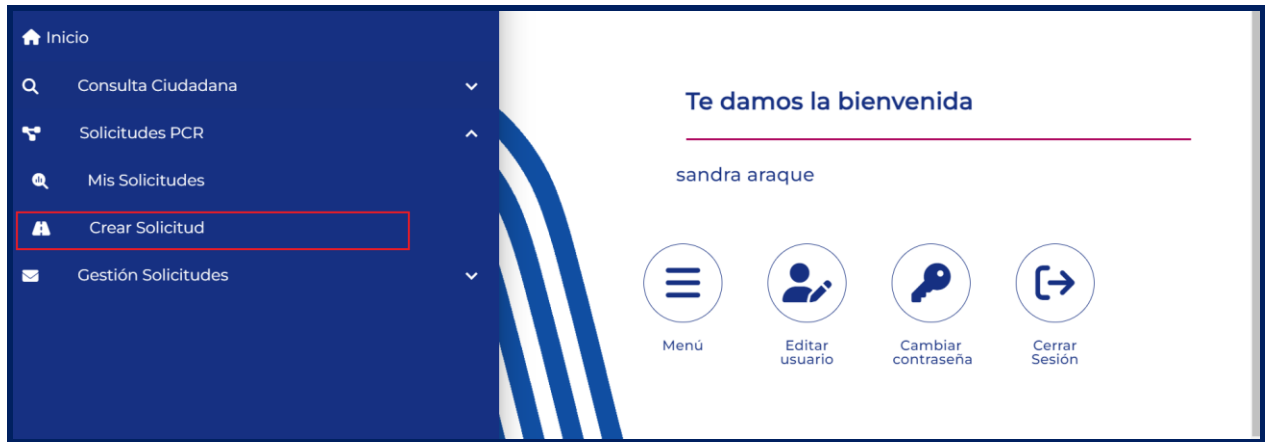 Inicio
Consulta Ciudadana
Solicitudes PCR
Mis Solicitudes
Crear Solicitud
Gestión Solicitudes
Te damos la bienvenida
sandra araque
Menú
Editar
usuario
Cambiar
contraseña
Cerrar
Sesión